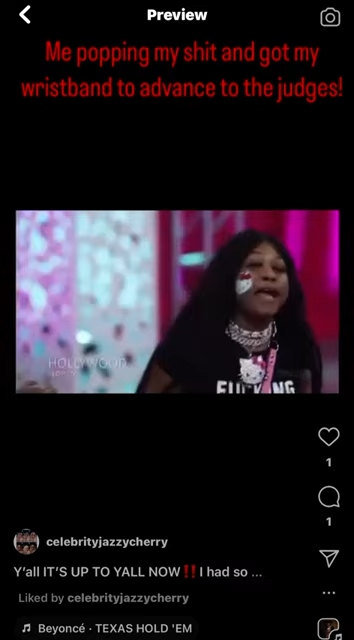 Preview
Me popping my shit and got my
wristband to advance to the judges!
HOLLYWOOD
1
1
celebrityjazzycherry
Y'all IT'S UP TO YALL NOW‼️I had so ...
Liked by celebrityjazzycherry
Beyoncé · TEXAS HOLD 'EM